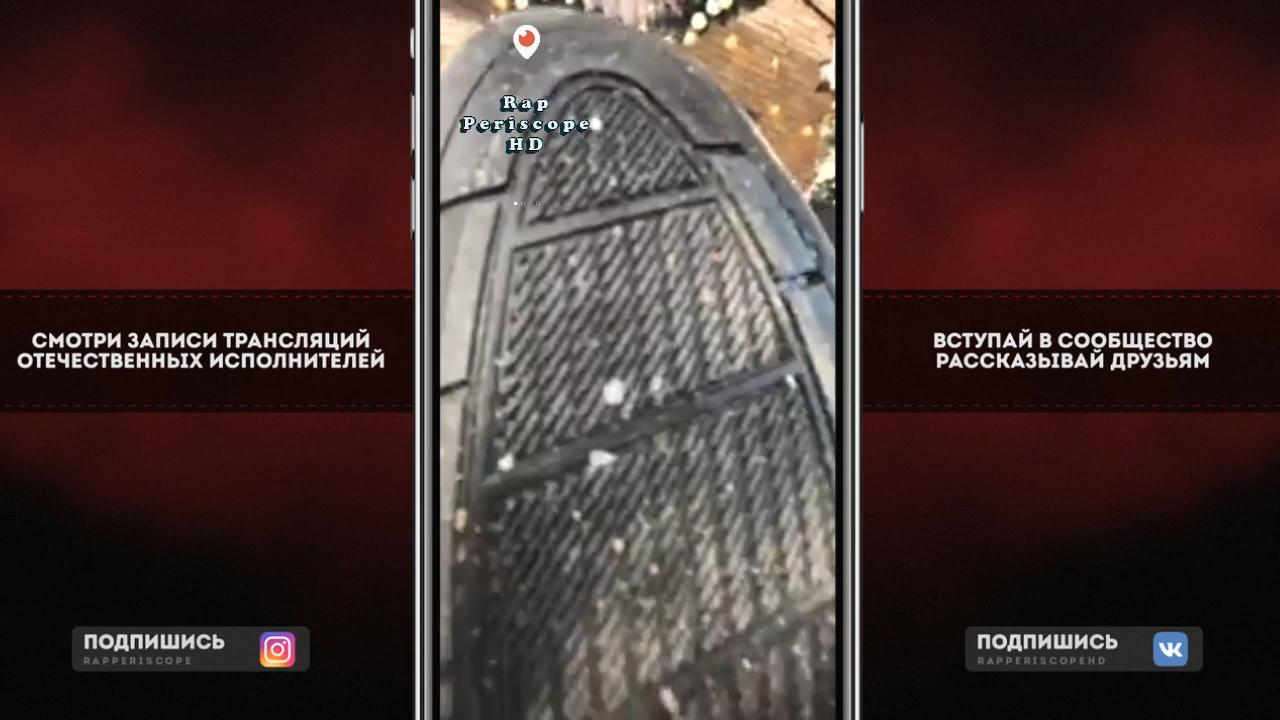 Rap
Periscope
HD
СМОТРИ ЗАПИСИ ТРАНСЛЯЦИЙ
ОТЕЧЕСТВЕННЫХ ИСПОЛНИТЕЛЕЙ
ВСТУПАЙ В СООБЩЕСТВО
РАССКАЗЫВАЙ ДРУЗЬЯМ
ПОДПИШИСЬ
RAPPERISCOPE
ПОДПИШИСЬ
RAPPERISCOPEHD